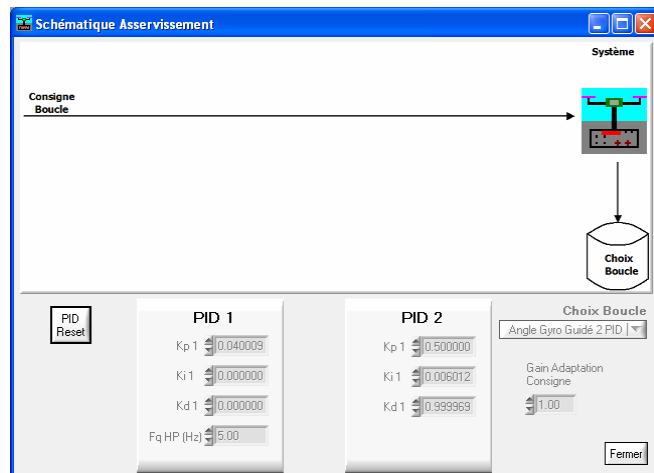 Schématique Asservissement
Système
Consigne
Boucle
Choix
Boucle
PID
Reset
PID 1
Kp 1 0.040009
Ki 1 0.000000
Kd 1 0.000000
Fq HP (Hz) 5.00
PID 2
Kp 1 0.500000
Ki 1 0.006012
Kd 1 0.999969
Choix Boucle
Angle Gyro Guidé 2 PID
Gain Adaptation
Consigne
1.00
Fermer